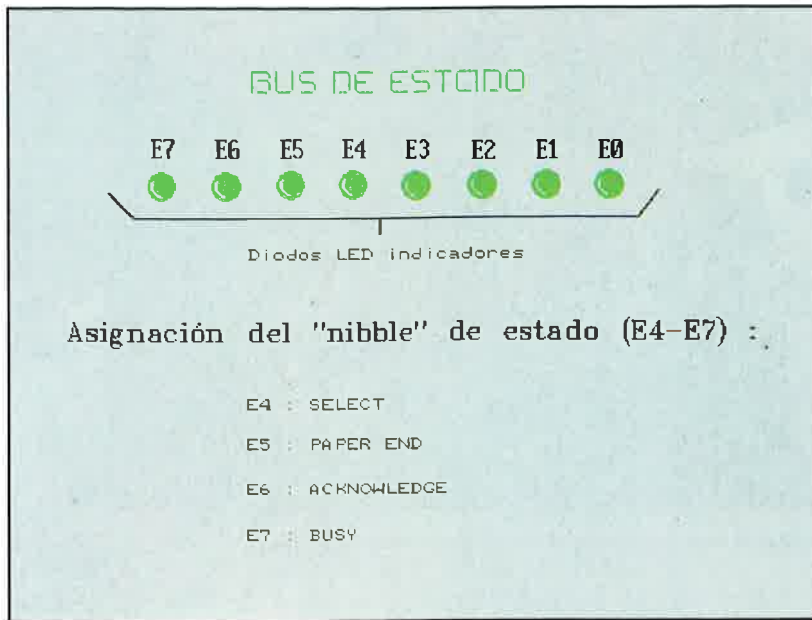 BUS DE ESTADO
E7 E6 E5 E4 E3 E2 E1 E0
Diodos LED indicadores
Asignación del "nibble" de estado (E4-E7) :
E4 : SELECT
E5 : PAPER END
E6 : ACKNOWLEDGE
E7 : BUSY